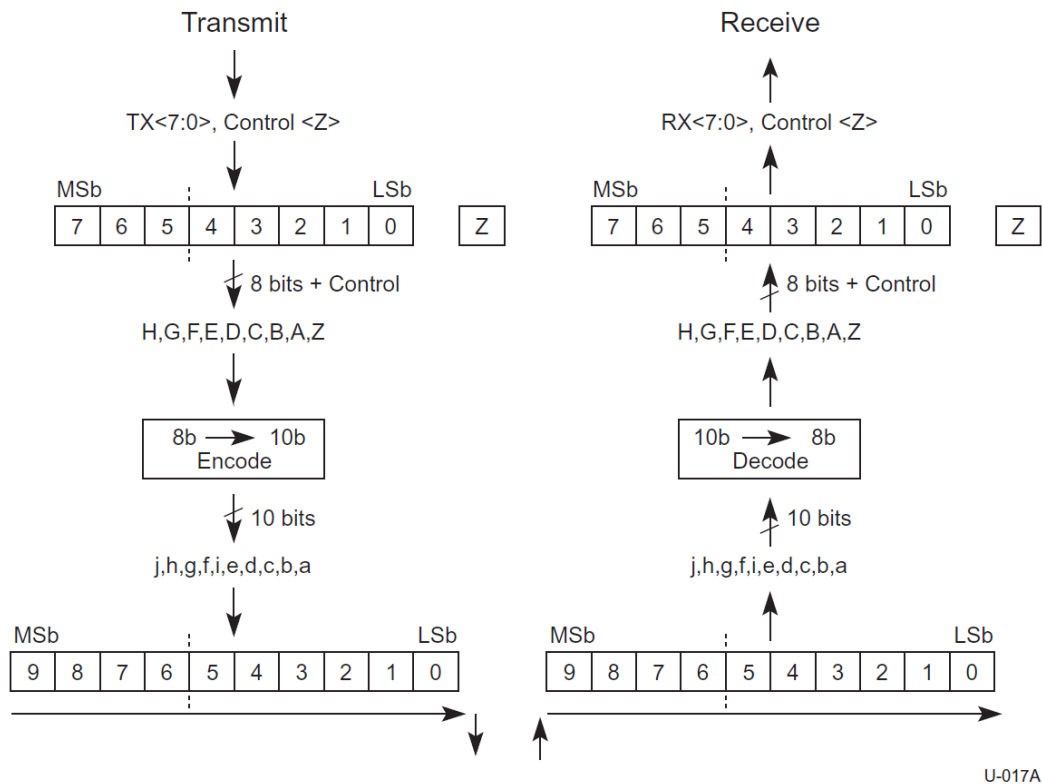 Transmit
Receive
TX<7:0>, Control <Z>
RX<7:0>, Control <Z>
MSb LSb
MSb LSb
7 6 5 4 3 2 1 0 Z
7 6 5 4 3 2 1 0 Z
8 bits + Control
8 bits + Control
H,G,F,E,D,C,B,A,Z
H,G,F,E,D,C,B,A,Z
8b 10b
Encode
10b 8b
Decode
10 bits
10 bits
j,h,g,f,i,e,d,c,b,a
j,h,g,f,i,e,d,c,b,a
MSb LSb
MSb LSb
9 8 7 6 5 4 3 2 1 0
9 8 7 6 5 4 3 2 1 0
U-017A